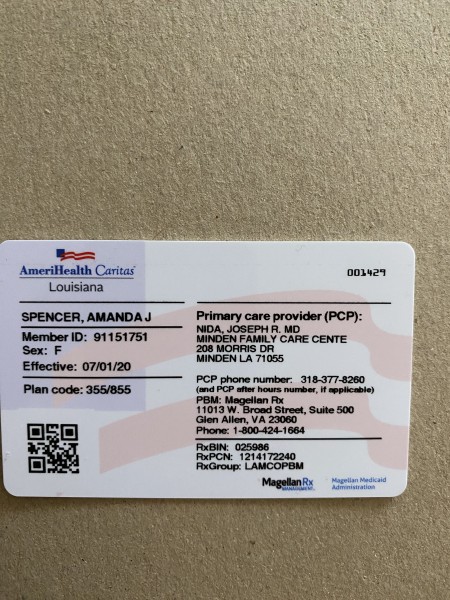 AmeriHealth Caritas
Louisiana
001429
SPENCER, AMANDA J
Member ID: 91151751
Sex: F
Effective: 07/01/20
Plan code: 355/855
Primary care provider (PCP):
NIDA, JOSEPH R. MD
MINDEN FAMILY CARE CENTE
208 MORRIS DR
MINDEN LA 71055
PCP phone number: 318-377-8260
(and PCP after hours number, if applicable)
PBM: Magellan Rx
11013 W. Broad Street, Suite 500
Glen Allen, VA 23060
Phone: 1-800-424-1664
RxBIN: 025986
RxPCN: 1214172240
RxGroup: LAMCOPBM
MagellanRx
MANAGEMENT
Magellan Medicaid
Administration